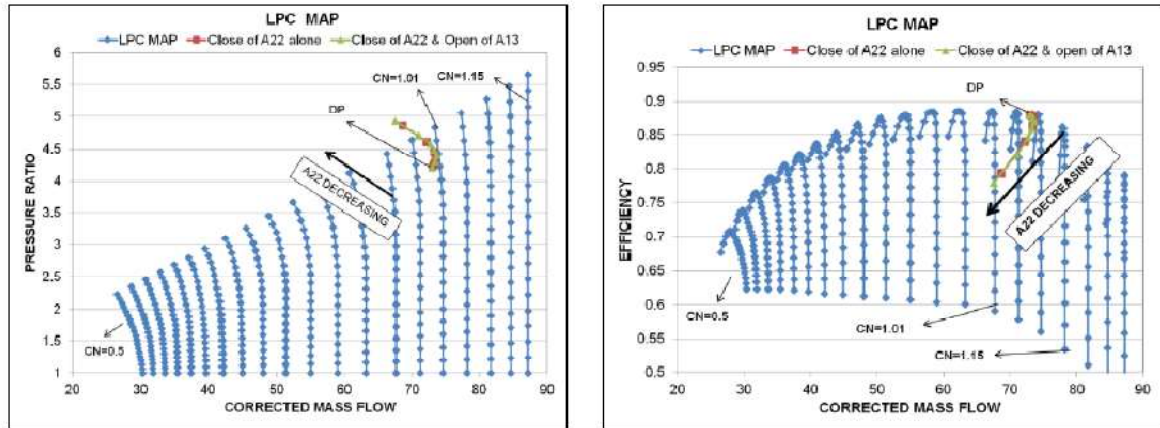 LPC MAP
LPC MAP Close of A22 alone Close of A22 & Open of A13
PRESSURE RATIO
6
5.5
5
4.5
4
3.5
3
2.5
2
1.5
1
CN=1.01
CN=1.15
DP
A22 DECREASING
CN=0.5
20 30 40 50 60 70 80 90
CORRECTED MASS FLOW
LPC MAP
LPC MAP Close of A22 alone Close of A22 & open of A13
EFFICIENCY
0.95
0.9
0.85
0.8
0.75
0.7
0.65
0.6
0.55
0.5
DP
A22 DECREASING
CN=0.5
CN=1.01
CN=1.15
20 30 40 50 60 70 80 90
CORRECTED MASS FLOW